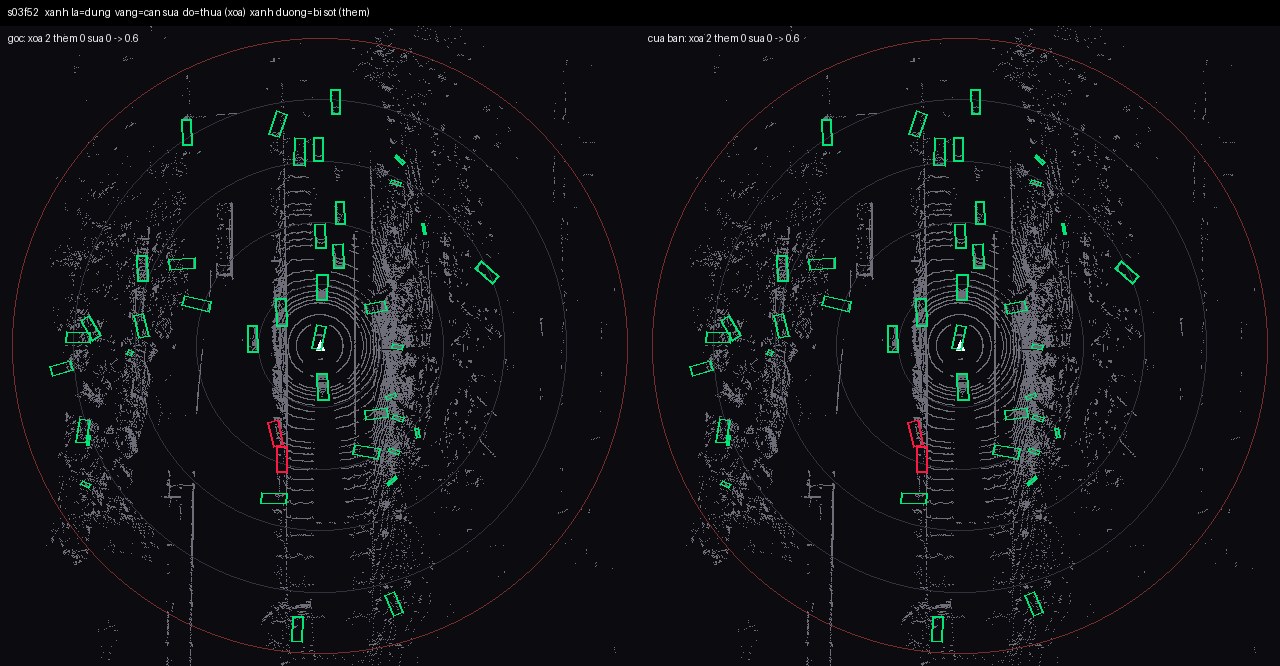 s03f52 xanh la=dung vang=can sua do=thua (xoa) xanh duong=bi sot (them)
goc: xoa 2 them 0 sua 0 -> 0.6
cua ban: xoa 2 them 0 sua 0 -> 0.6